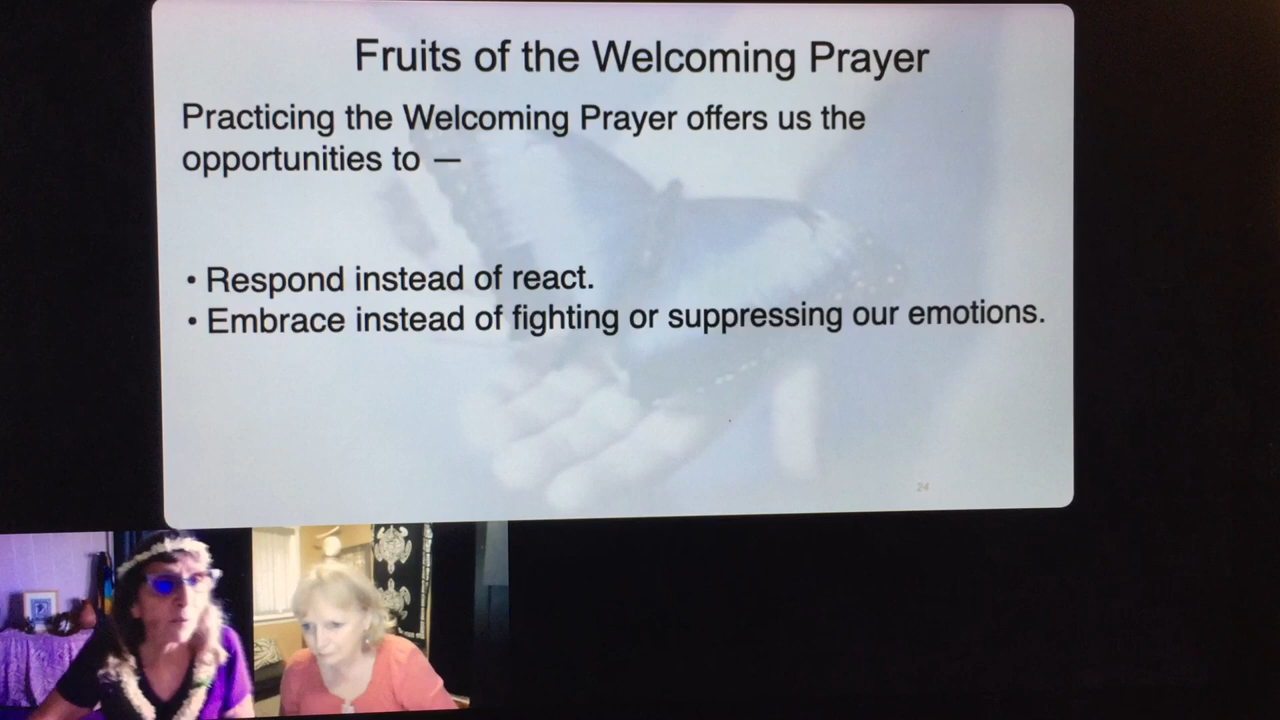 Fruits of the Welcoming Prayer
Practicing the Welcoming Prayer offers us the
opportunities to —
• Respond instead of react.
• Embrace instead of fighting or suppressing our emotions.
24